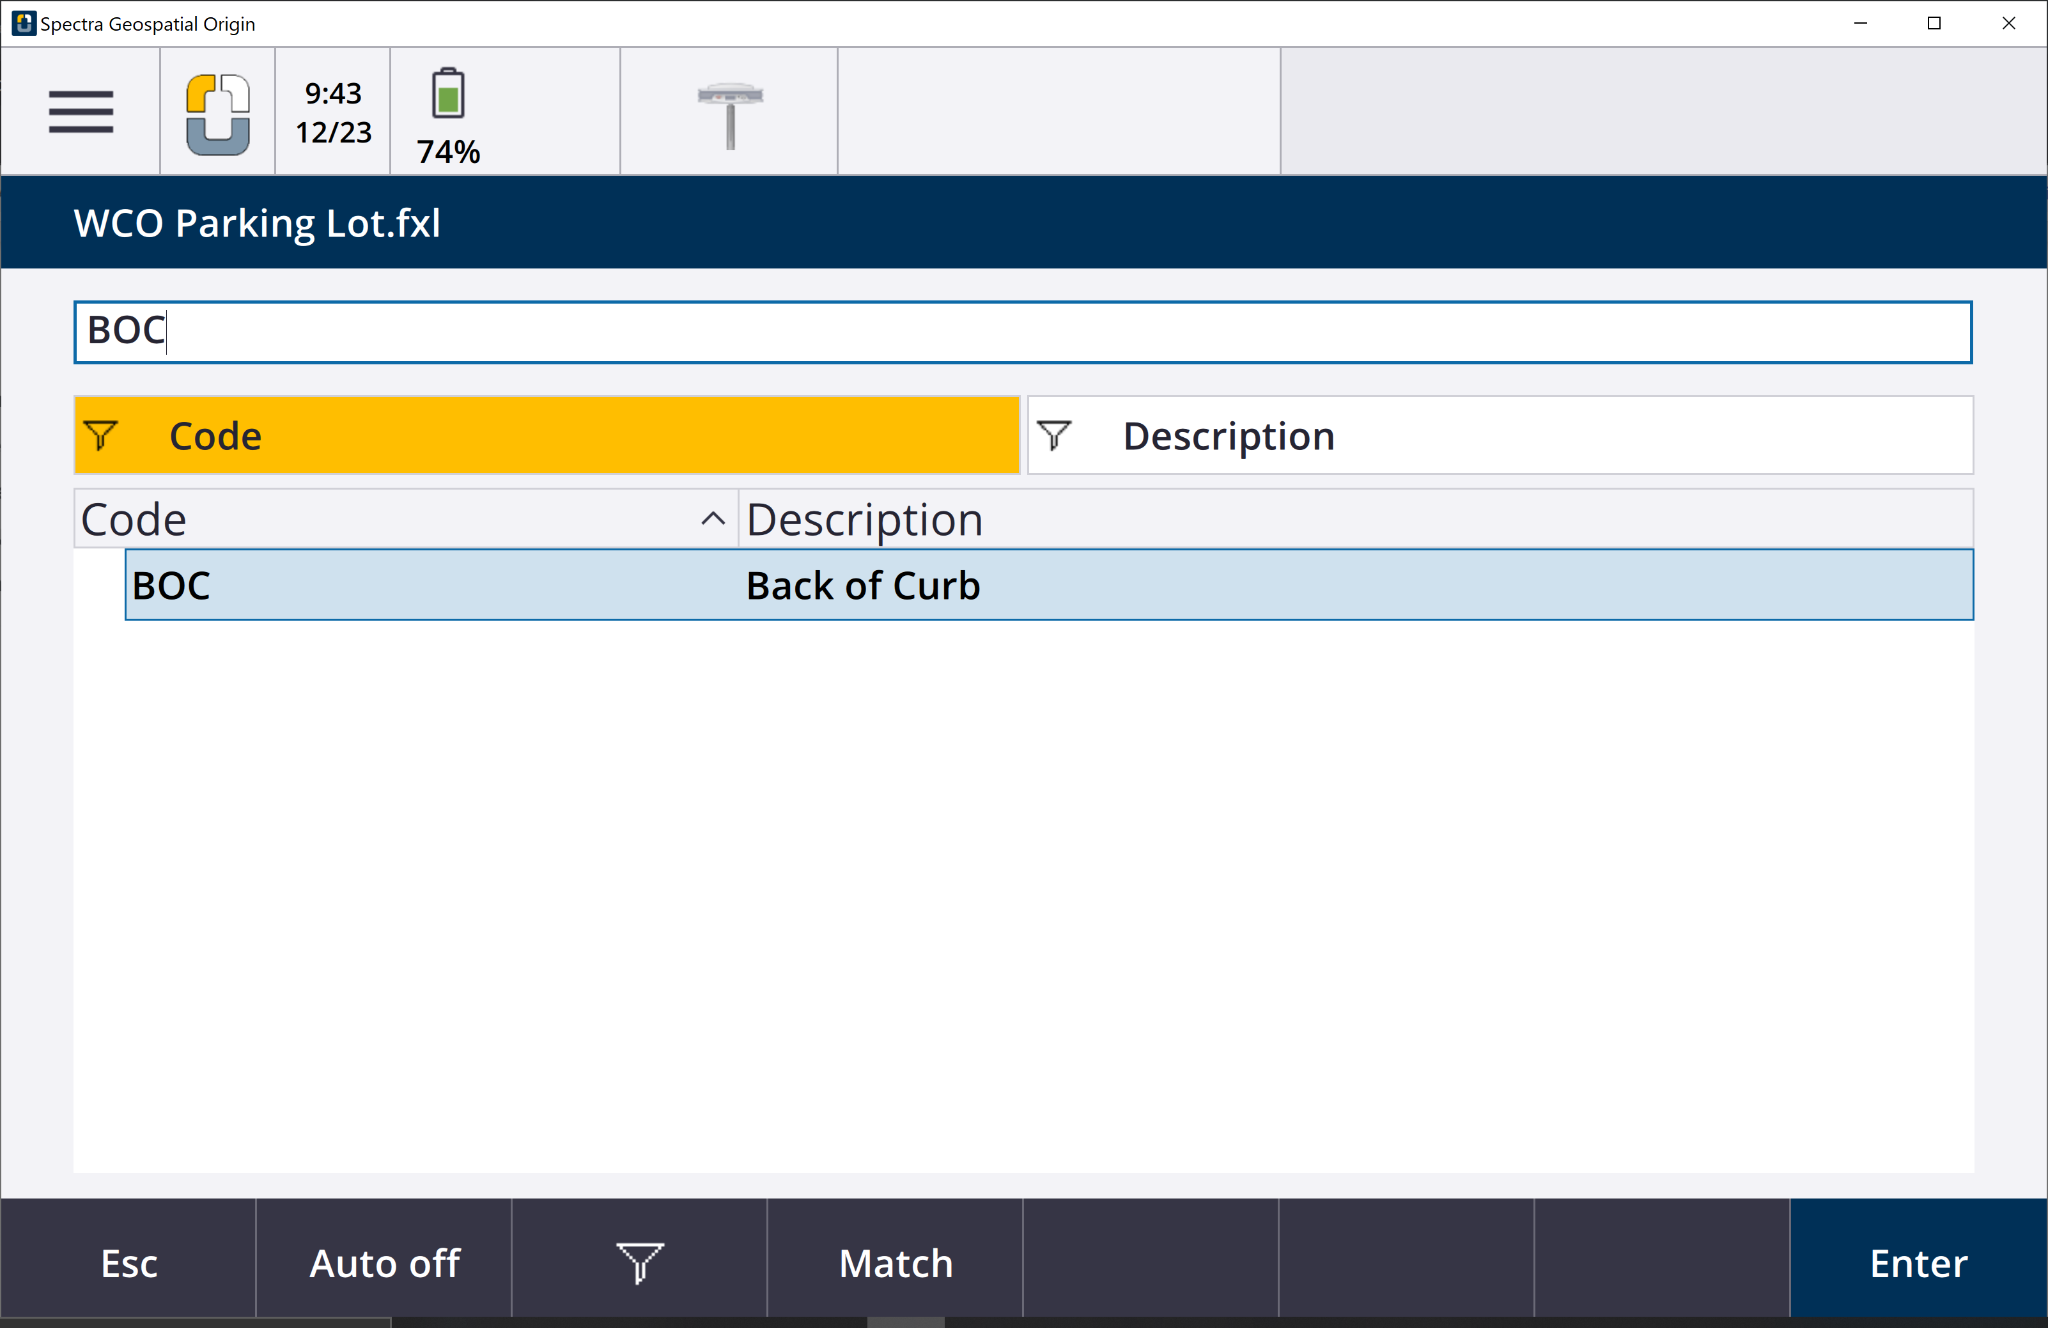 Spectra Geospatial Origin
9:43
12/23
74%
WCO Parking Lot.fxl
BOC
Code
Description
Code Description
BOC Back of Curb
Esc Auto off Match Enter